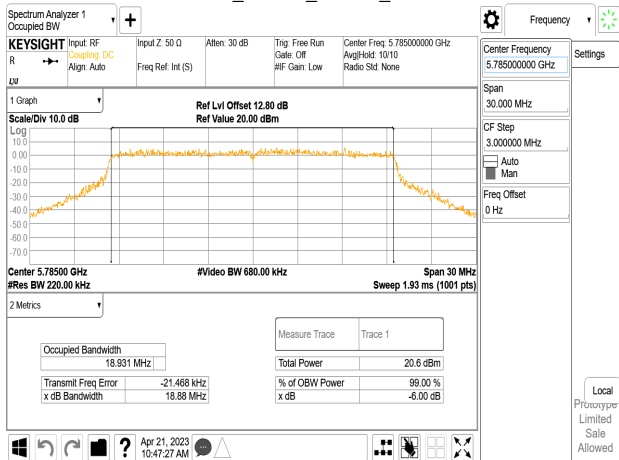 Spectrum Analyzer 1
Occupied BW
Frequency
KEYSIGHT
R
LXI
Input: RF
Coupling: DC
Align: Auto
Input Z: 50 Ω
Freq Ref: Int (S)
Atten: 30 dB
Trig: Free Run
Gate: Off
#IF Gain: Low
Center Freq: 5.785000000 GHz
Avg|Hold: 10/10
Radio Std: None
Center Frequency
5.785000000 GHz
Settings
Span
30.000 MHz
CF Step
3.000000 MHz
Auto
Man
Freq Offset
0 Hz
1 Graph
Scale/Div 10.0 dB
Ref Lvl Offset 12.80 dB
Ref Value 20.00 dBm
Log
10.0
0.00
-10.0
-20.0
-30.0
-40.0
-50.0
-60.0
-70.0
Center 5.78500 GHz
#Video BW 680.00 kHz
Span 30 MHz
#Res BW 220.00 kHz
Sweep 1.93 ms (1001 pts)
2 Metrics
Measure Trace
Trace 1
Occupied Bandwidth
18.931 MHz
Total Power
20.6 dBm
Transmit Freq Error
-21.468 kHz
% of OBW Power
99.00 %
x dB Bandwidth
18.88 MHz
x dB
-6.00 dB
Local
Prototype
Limited
Sale
Allowed
?
Apr 21, 2023
10:47:27 AM